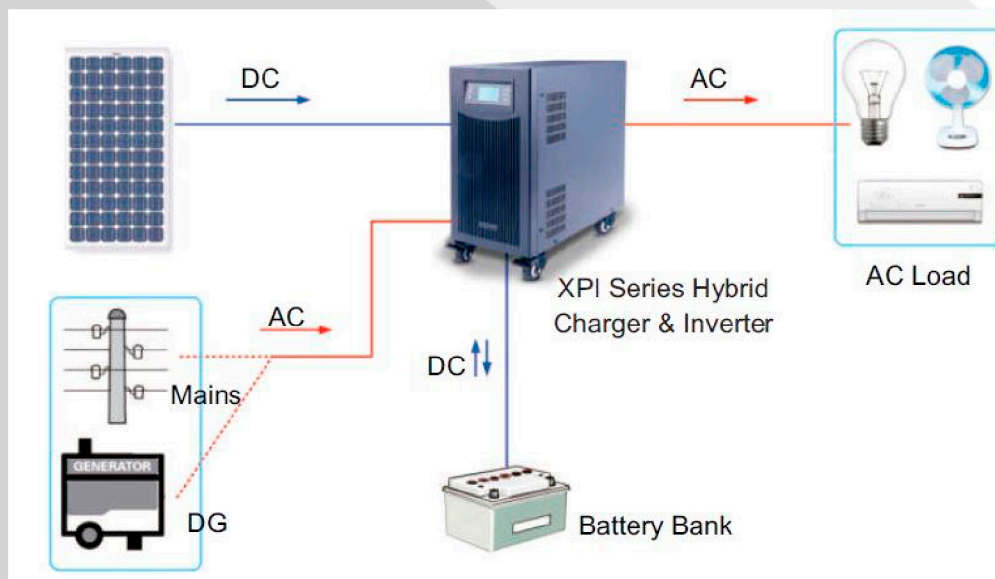 DC
AC
XPI Series Hybrid
Charger & Inverter
AC Load
AC
Mains
DC
GENERATOR
DG
Battery Bank